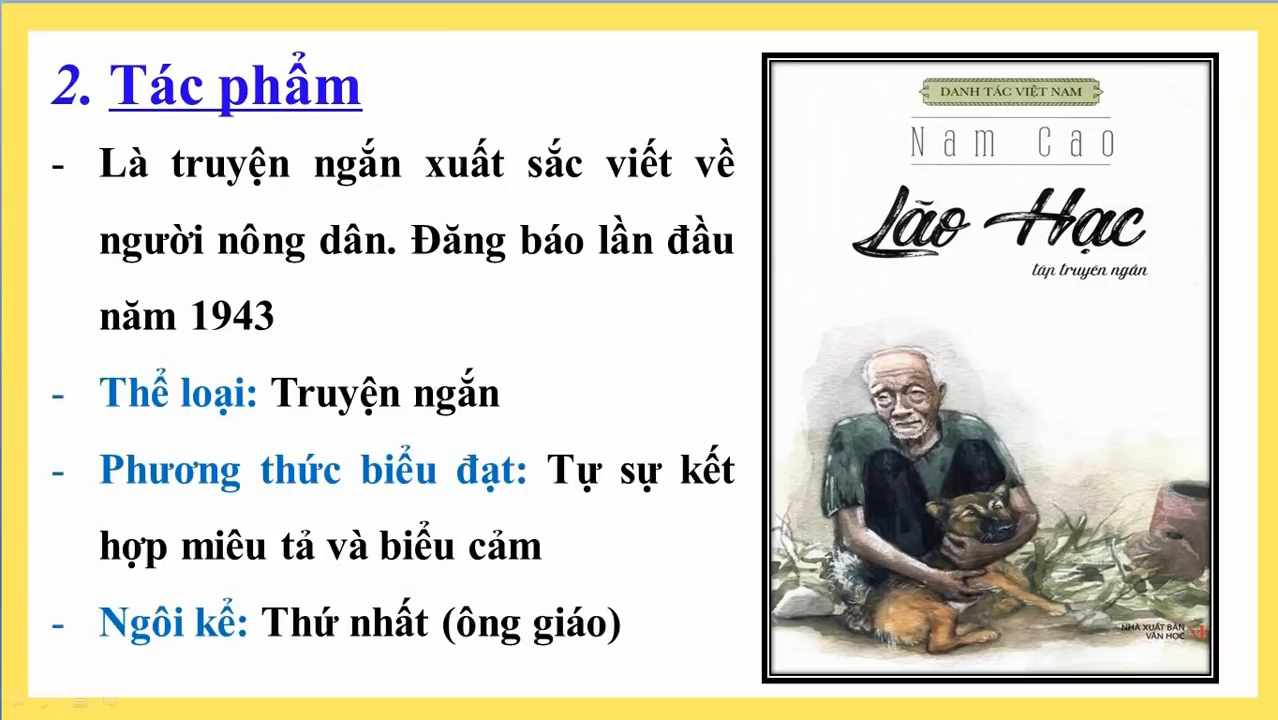 2. Tác phẩm
- Là truyện ngắn xuất sắc viết về
người nông dân. Đăng báo lần đầu
năm 1943
- Thể loại: Truyện ngắn
- Phương thức biểu đạt: Tự sự kết
hợp miêu tả và biểu cảm
- Ngôi kể: Thứ nhất (ông giáo)
DANH TÁC VIỆT NAM
Nam Cao
Lão Hạc
tập truyện ngắn
NHÀ XUẤT BẢN
VĂN HỌC